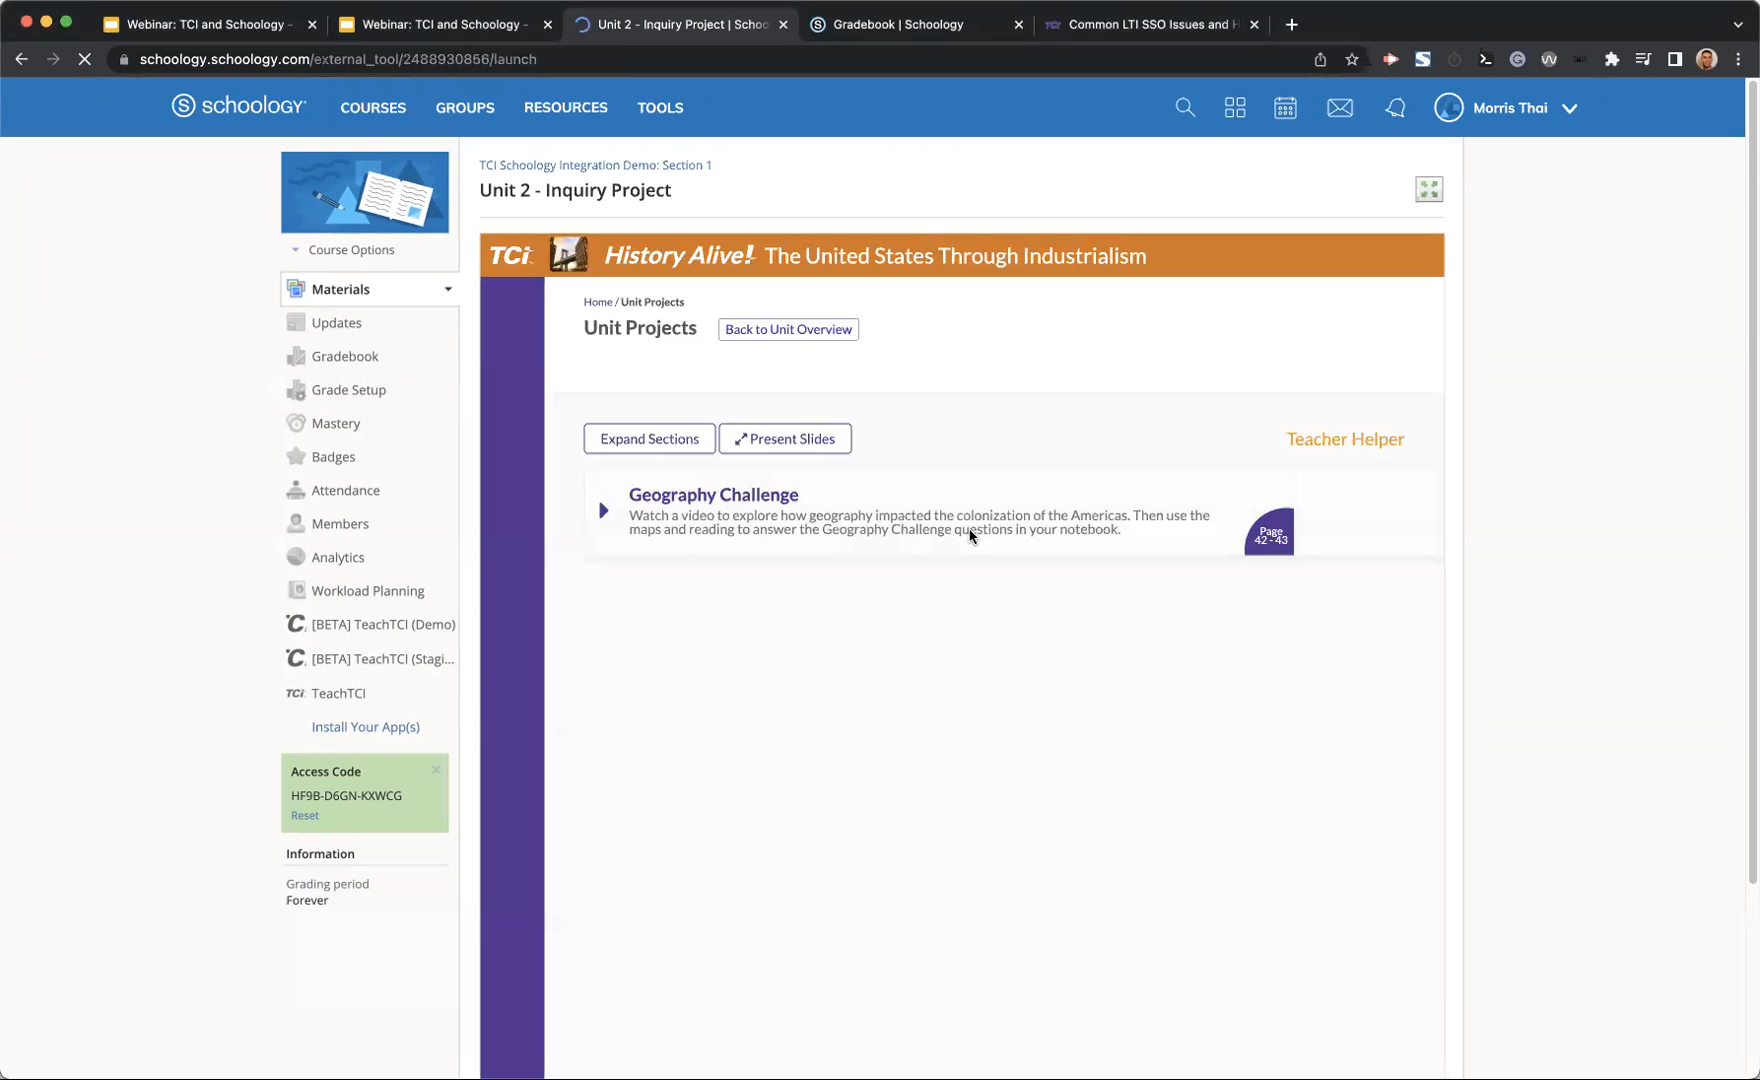 Webinar: TCI and Schoology -
Webinar: TCI and Schoology -
Unit 2 - Inquiry Project | Schoo
Gradebook | Schoology
Common LTI SSO Issues and H
schoology.schoology.com/external_tool/2488930856/launch
schoology
COURSES
GROUPS
RESOURCES
TOOLS
Morris Thai
Course Options
Materials
Updates
Gradebook
Grade Setup
Mastery
Badges
Attendance
Members
Analytics
Workload Planning
[BETA] TeachTCI (Demo)
[BETA] TeachTCI (Stagi...
TCi TeachTCI
Install Your App(s)
Access Code
HF9B-D6GN-KXWCG
Reset
Information
Grading period
Forever
TCI Schoology Integration Demo: Section 1
Unit 2 - Inquiry Project
TCi History Alive! The United States Through Industrialism
Home / Unit Projects
Unit Projects
Back to Unit Overview
Expand Sections
Present Slides
Teacher Helper
Geography Challenge
Watch a video to explore how geography impacted the colonization of the Americas. Then use the
maps and reading to answer the Geography Challenge questions in your notebook.
Page
42 - 43